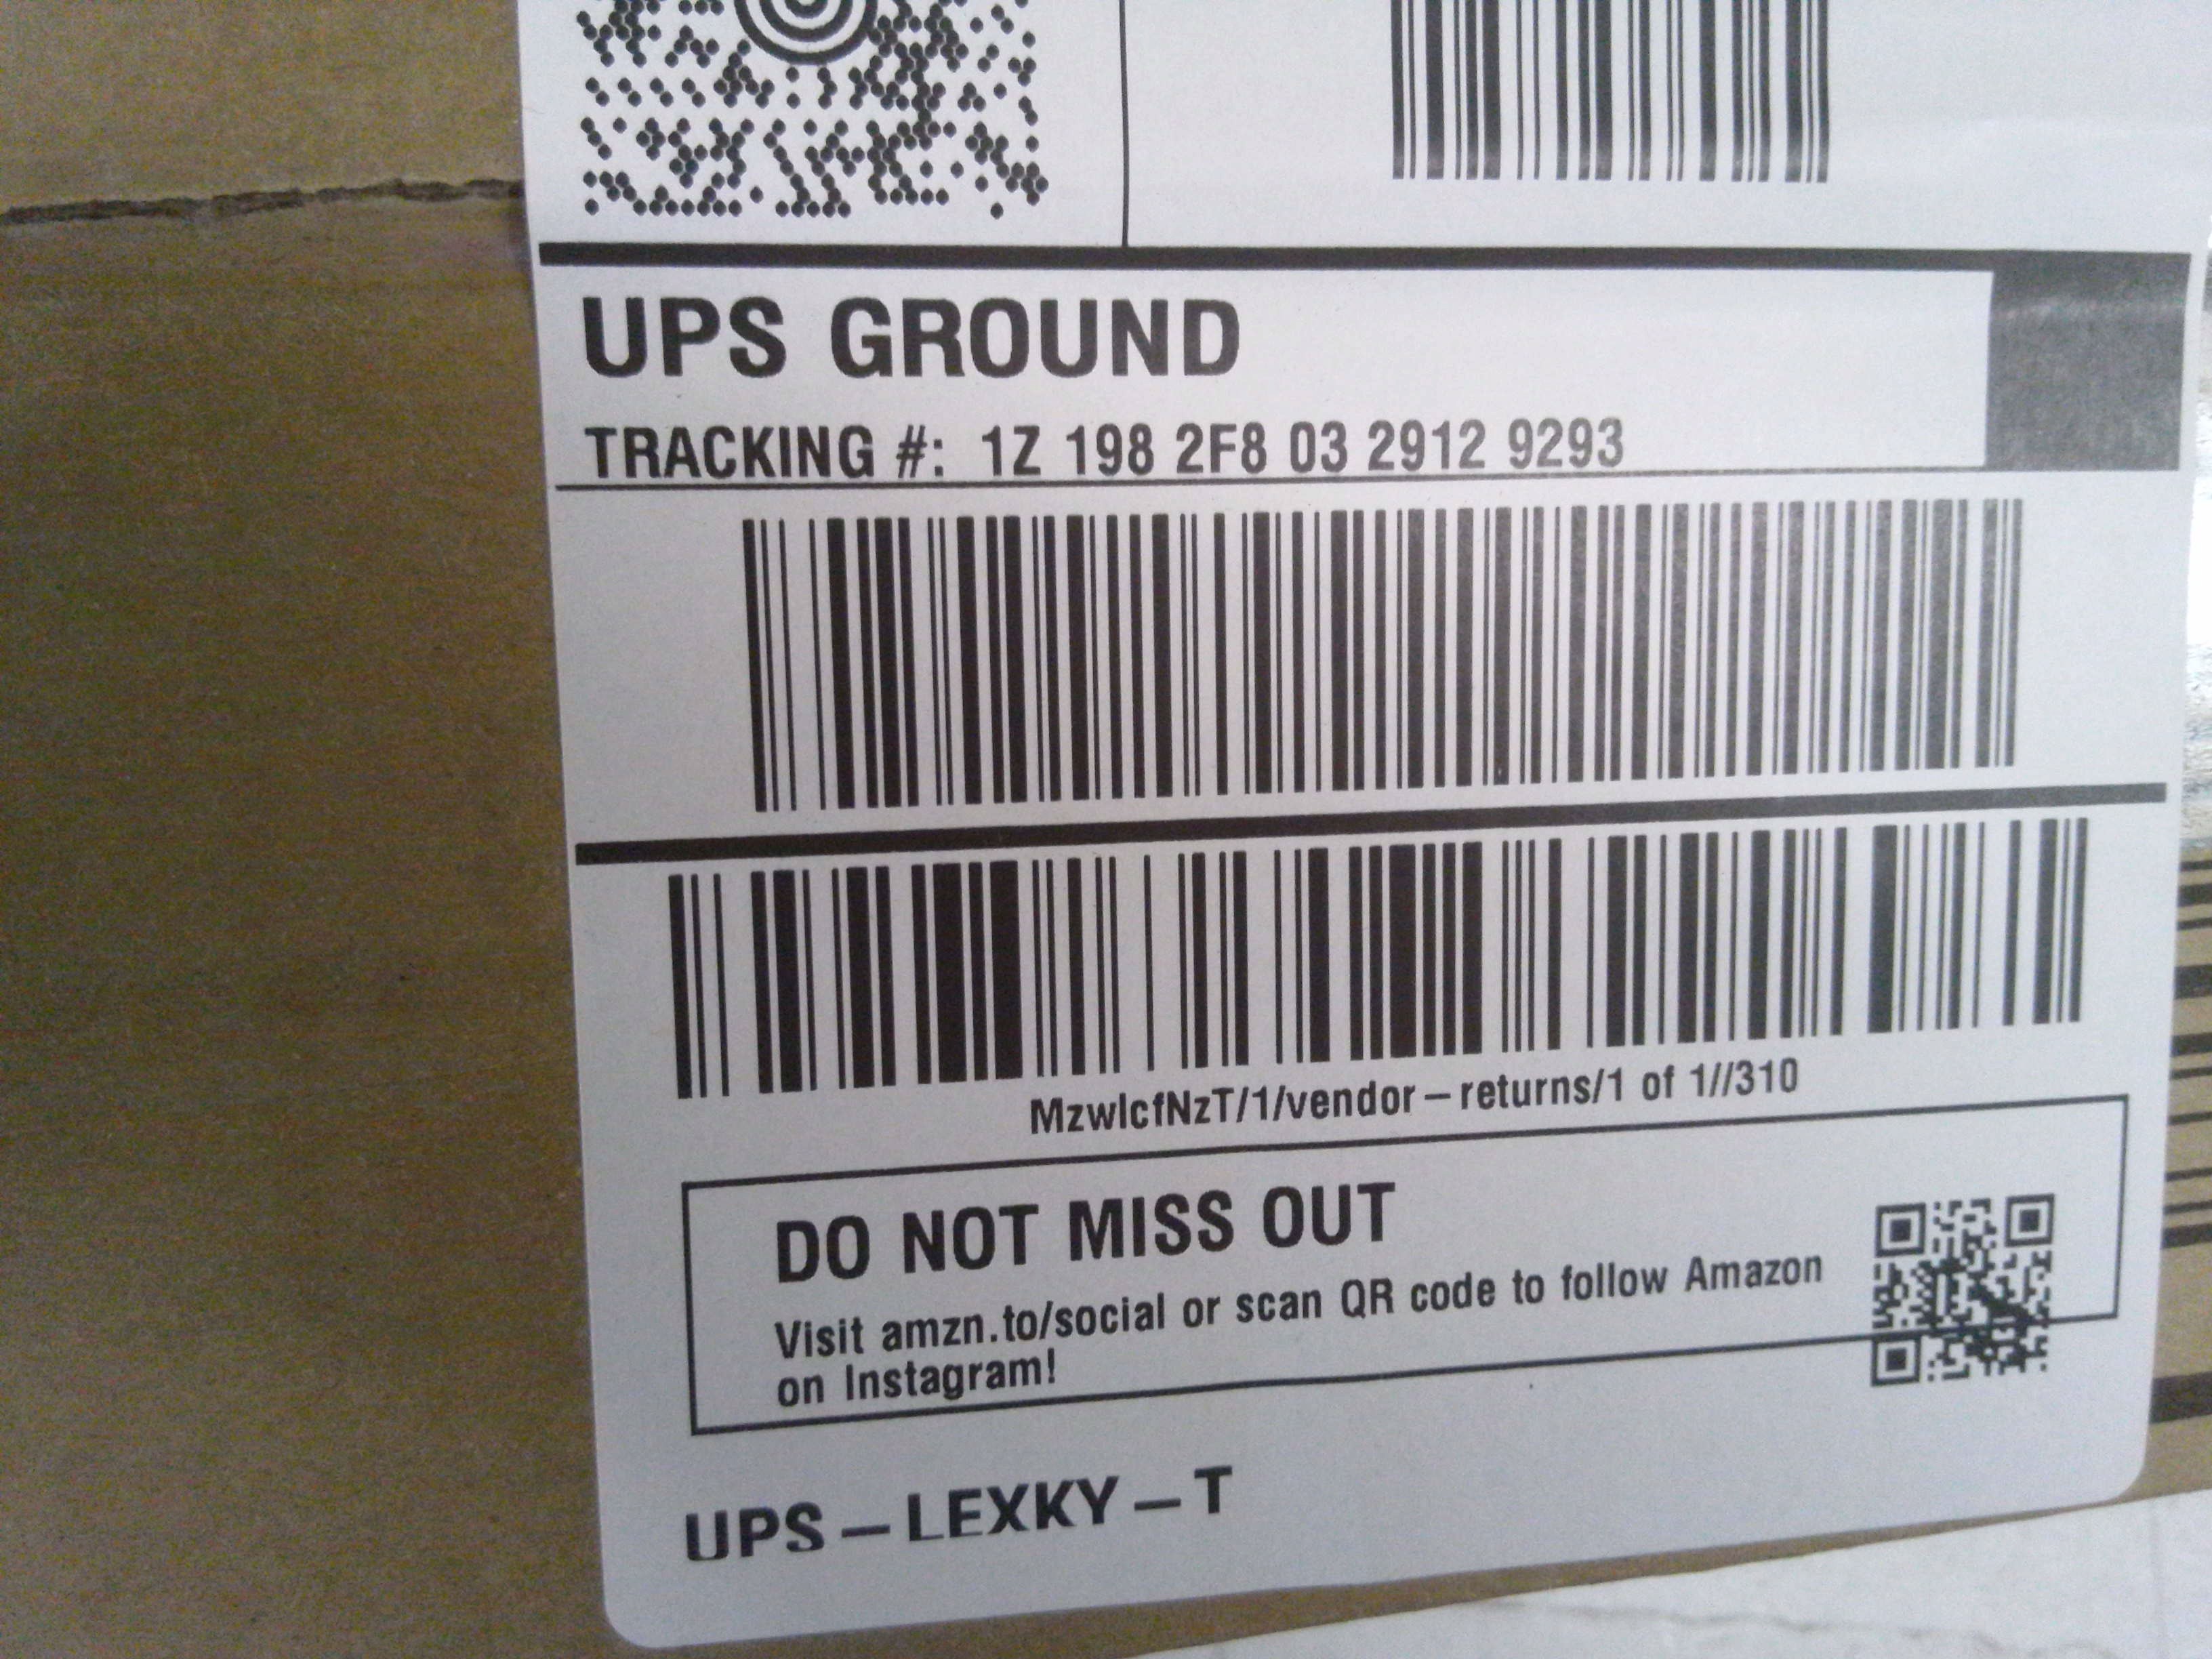 UPS GROUND
TRACKING #: 1Z 198 2F8 03 2912 9293
MzwlcfNzT/1/vendor-returns/1 of 1//310
DO NOT MISS OUT
Visit amzn.to/social or scan QR code to follow Amazon
on Instagram!
UPS-LEXKY-T